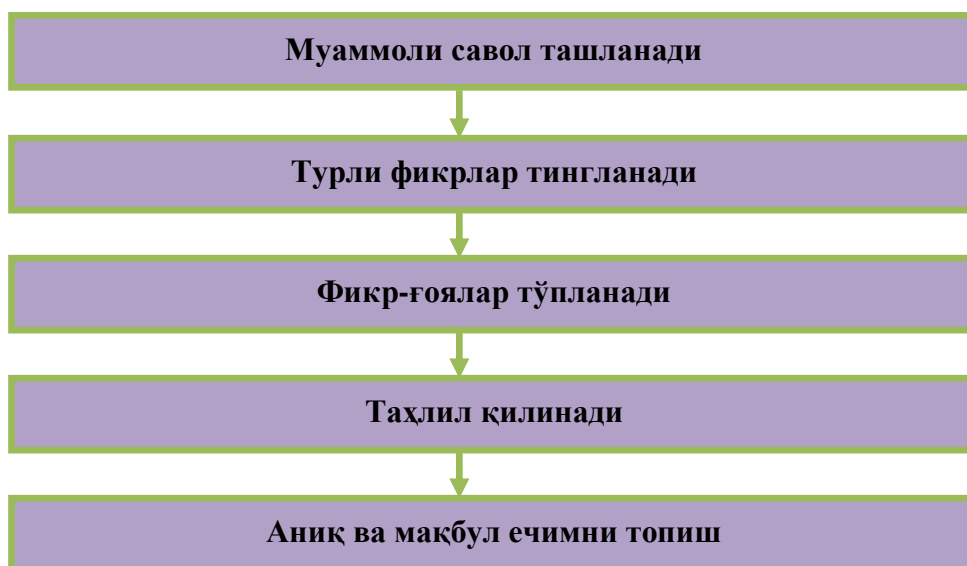 Муаммоли савол ташланади
Турли фикрлар тингланади
Фикр-ғоялар тўпланади
Таҳлил қилинади
Аниқ ва мақбул ечимни топиш